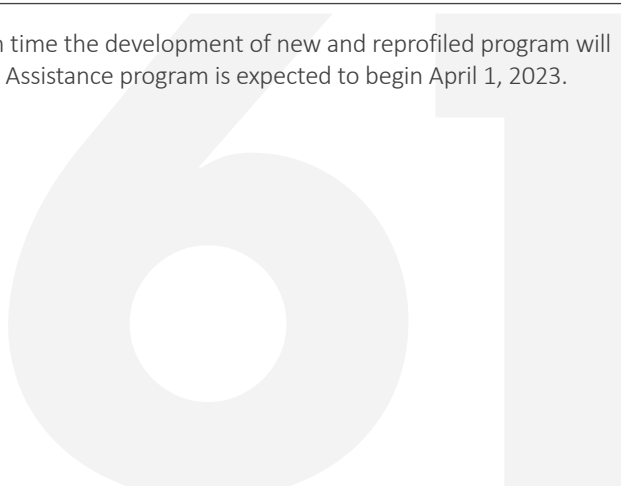 time the development of new and reprofiled program will
Assistance program is expected to begin April 1, 2023.
61